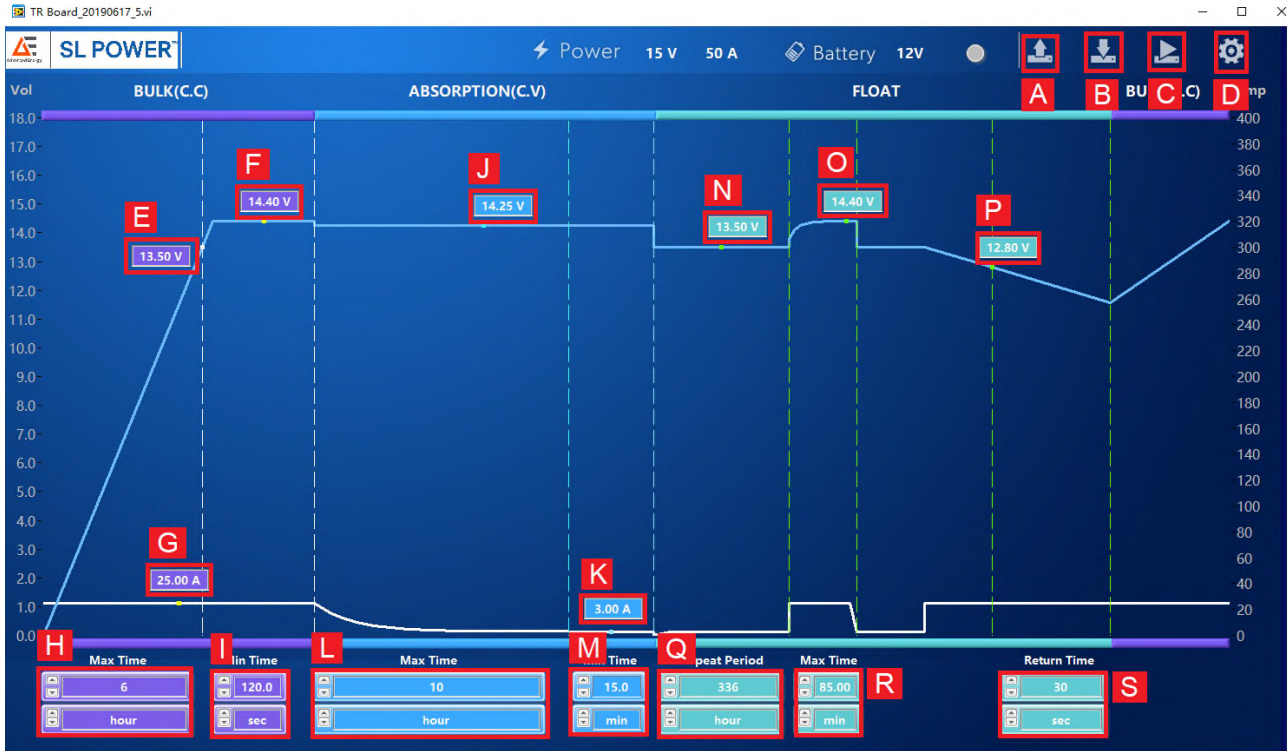 TR Board_20190617_5.vi
SL POWER™
Power 15 V 50 A Battery 12V
A B C D
Vol BULK(C.C) ABSORPTION(C.V) FLOAT
18.0 400
17.0 380
16.0 360
15.0 340
14.0 320
13.0 300
12.0 280
11.0 260
10.0 240
9.0 220
8.0 200
7.0 180
6.0 160
5.0 140
4.0 120
3.0 100
2.0 80
1.0 60
0.0 40
20
0
E
13.50 V
F
14.40 V
G
25.00 A
J
14.25 V
K
3.00 A
N
13.50 V
O
14.40 V
P
12.80 V
H I L M Q
Max Time Time Max Time Time Period Max Time Return Time
6 120.0 10 15.0 336 85.00 R 30 S
hour sec hour min hour min sec